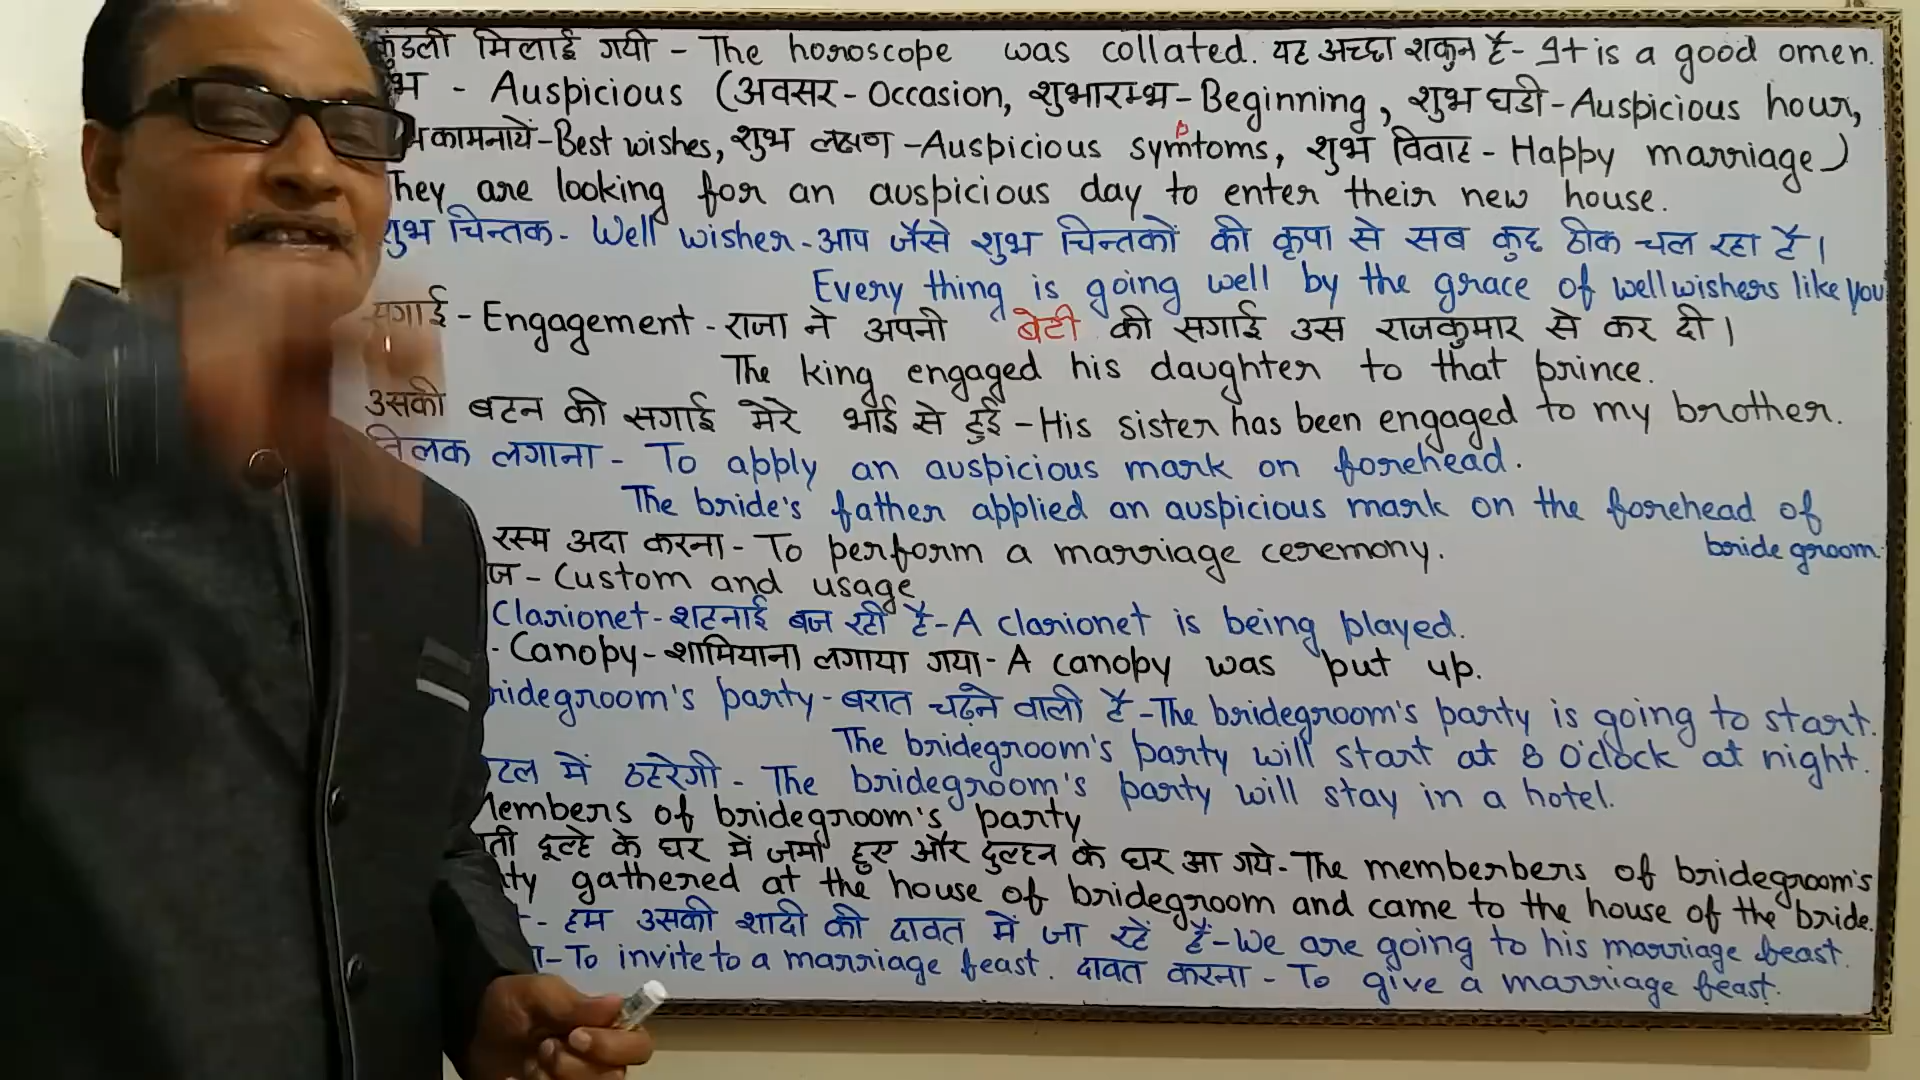 कुंडली मिलाई गयी - The horoscope was collated. यह अच्छा शकुन है - It is a good omen.
- Auspicious (अवसर - Occasion, शुभारम्भ - Beginning, शुभ घडी - Auspicious hour,
कामनायें - Best wishes, शुभ लक्षण - Auspicious symptoms, शुभ विवाह - Happy marriage)
They are looking for an auspicious day to enter their new house.
शुभ चिन्तक - Well wisher - आप जैसे शुभ चिन्तकों की कृपा से सब कुछ ठीक चल रहा है।
Every thing is going well by the grace of wellwishers like you
सगाई - Engagement - राजा ने अपनी बेटी की सगाई उस राजकुमार से कर दी।
The king engaged his daughter to that prince.
उसकी बहन की सगाई मेरे भाई से हुई - His sister has been engaged to my brother.
तिलक लगाना - To apply an auspicious mark on forehead.
The bride's father applied an auspicious mark on the forehead of
bride groom
रस्म अदा करना - To perform a marriage ceremony.
- Custom and usage
Clarionet - शहनाई बज रही है - A clarionet is being played.
- Canopy - शामियाना लगाया गया - A canopy was put up.
bridegroom's party - बरात चढ़ने वाली है - The bridegroom's party is going to start.
The bridegroom's party will start at 8 O'clock at night.
में ठहरेगी - The bridegroom's party will stay in a hotel.
Members of bridegroom's party
दूल्हे के घर में जमा हुए और दुल्हन के घर आ गये - The memberbers of bridegroom's
gathered at the house of bridegroom and came to the house of the bride.
- हम उसकी शादी की दावत में जा रहें हैं - We are going to his marriage feast.
- To invite to a marriage feast. दावत करना - To give a marriage feast.